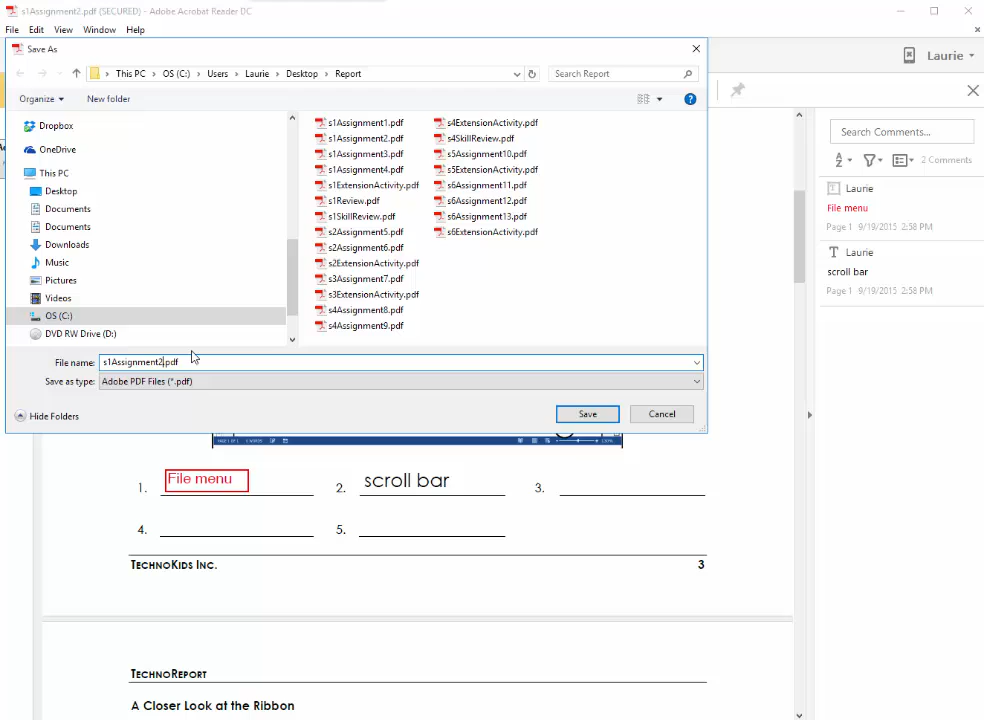 s1Assignment2.pdf (SECURED) - Adobe Acrobat Reader DC
File Edit View Window Help
Save As
This PC › OS (C:) › Users › Laurie › Desktop › Report
Search Report
Organize
New folder
Dropbox
OneDrive
This PC
Desktop
Documents
Documents
Downloads
Music
Pictures
Videos
OS (C:)
DVD RW Drive (D:)
s1Assignment1.pdf
s1Assignment2.pdf
s1Assignment3.pdf
s1Assignment4.pdf
s1ExtensionActivity.pdf
s1Review.pdf
s1SkillReview.pdf
s2Assignment5.pdf
s2Assignment6.pdf
s2ExtensionActivity.pdf
s3Assignment7.pdf
s3ExtensionActivity.pdf
s4Assignment8.pdf
s4Assignment9.pdf
s4ExtensionActivity.pdf
s4SkillReview.pdf
s5Assignment10.pdf
s5ExtensionActivity.pdf
s6Assignment11.pdf
s6Assignment12.pdf
s6Assignment13.pdf
s6ExtensionActivity.pdf
File name: s1Assignment2.pdf
Save as type: Adobe PDF Files (*.pdf)
Hide Folders
Save
Cancel
Laurie
Search Comments...
2 Comments
Laurie
File menu
Page 1 9/19/2015 2:58 PM
Laurie
scroll bar
Page 1 9/19/2015 2:58 PM
1. File menu 2. scroll bar 3.
4. 5.
TECHNOKIDS INC. 3
TECHNOREPORT
A Closer Look at the Ribbon